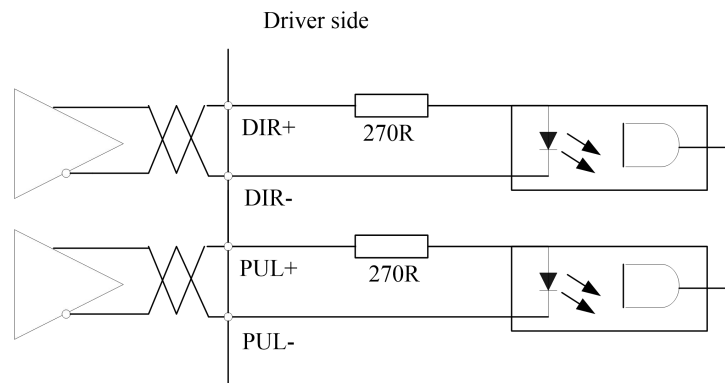 Driver side
DIR+
270R
DIR-
PUL+
270R
PUL-